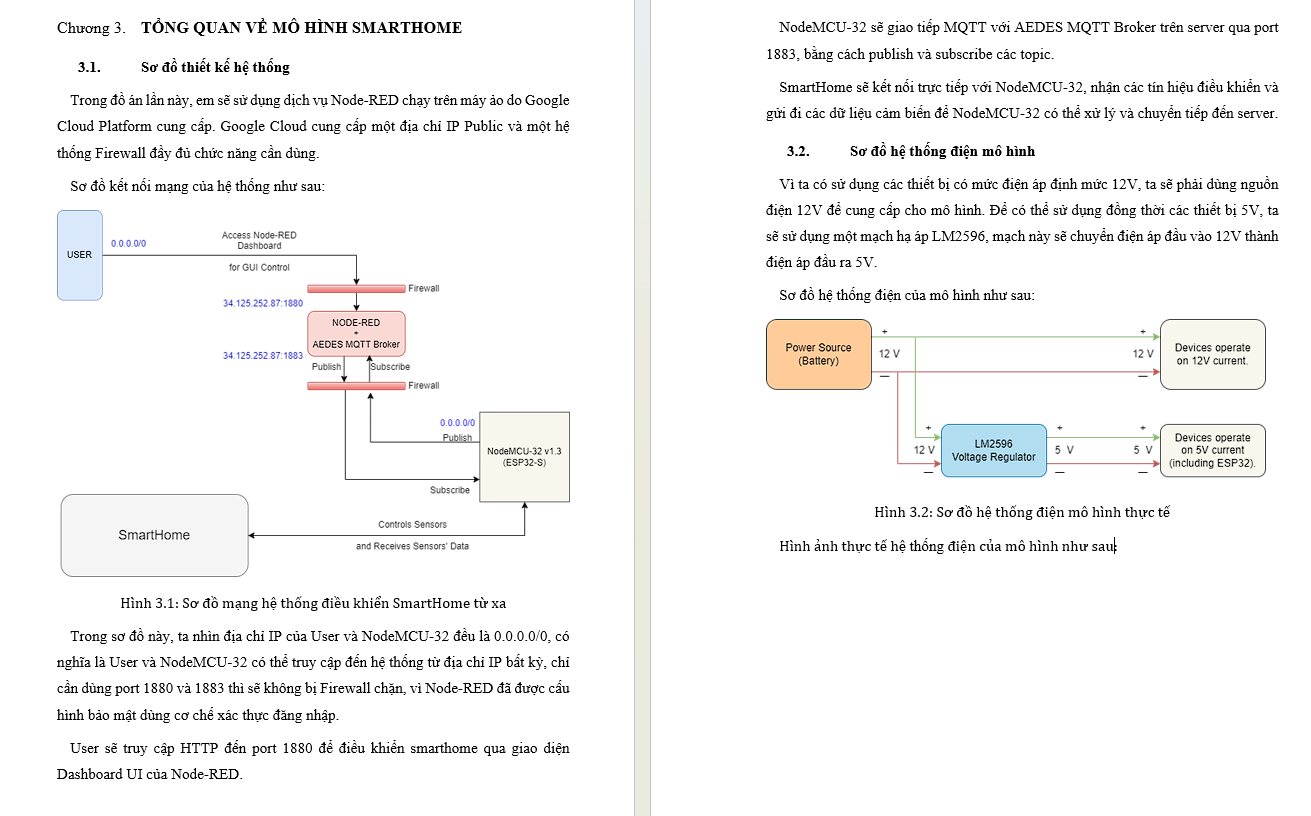 Chương 3. TỔNG QUAN VỀ MÔ HÌNH SMARTHOME
3.1. Sơ đồ thiết kế hệ thống
Trong đồ án lần này, em sẽ sử dụng dịch vụ Node-RED chạy trên máy ảo do Google
Cloud Platform cung cấp. Google Cloud cung cấp một địa chỉ IP Public và một hệ
thống Firewall đầy đủ chức năng cần dùng.
Sơ đồ kết nối mạng của hệ thống như sau:
USER
0.0.0.0/0
Access Node-RED
Dashboard
for GUI Control
Firewall
34.125.252.87:1880
NODE-RED
+
AEDES MQTT Broker
34.125.252.87:1883
Publish
Subscribe
Firewall
0.0.0.0/0
Publish
NodeMCU-32 v1.3
(ESP32-S)
Subscribe
SmartHome
Controls Sensors
and Receives Sensors' Data
Hình 3.1: Sơ đồ mạng hệ thống điều khiển SmartHome từ xa
Trong sơ đồ này, ta nhìn địa chỉ IP của User và NodeMCU-32 đều là 0.0.0.0/0, có
nghĩa là User và NodeMCU-32 có thể truy cập đến hệ thống từ địa chỉ IP bất kỳ, chỉ
cần dùng port 1880 và 1883 thì sẽ không bị Firewall chặn, vì Node-RED đã được cấu
hình bảo mật dùng cơ chế xác thực đăng nhập.
User sẽ truy cập HTTP đến port 1880 để điều khiển smarthome qua giao diện
Dashboard UI của Node-RED.
NodeMCU-32 sẽ giao tiếp MQTT với AEDES MQTT Broker trên server qua port
1883, bằng cách publish và subscribe các topic.
SmartHome sẽ kết nối trực tiếp với NodeMCU-32, nhận các tín hiệu điều khiển và
gửi đi các dữ liệu cảm biến để NodeMCU-32 có thể xử lý và chuyển tiếp đến server.
3.2. Sơ đồ hệ thống điện mô hình
Vì ta có sử dụng các thiết bị có mức điện áp định mức 12V, ta sẽ phải dùng nguồn
điện 12V để cung cấp cho mô hình. Để có thể sử dụng đồng thời các thiết bị 5V, ta
sẽ sử dụng một mạch hạ áp LM2596, mạch này sẽ chuyển điện áp đầu vào 12V thành
điện áp đầu ra 5V.
Sơ đồ hệ thống điện của mô hình như sau:
Power Source
(Battery)
+
12 V
−
+
12 V
−
Devices operate
on 12V current.
+
12 V
−
LM2596
Voltage Regulator
+
5 V
−
+
5 V
−
Devices operate
on 5V current
(including ESP32).
Hình 3.2: Sơ đồ hệ thống điện mô hình thực tế
Hình ảnh thực tế hệ thống điện của mô hình như sau: